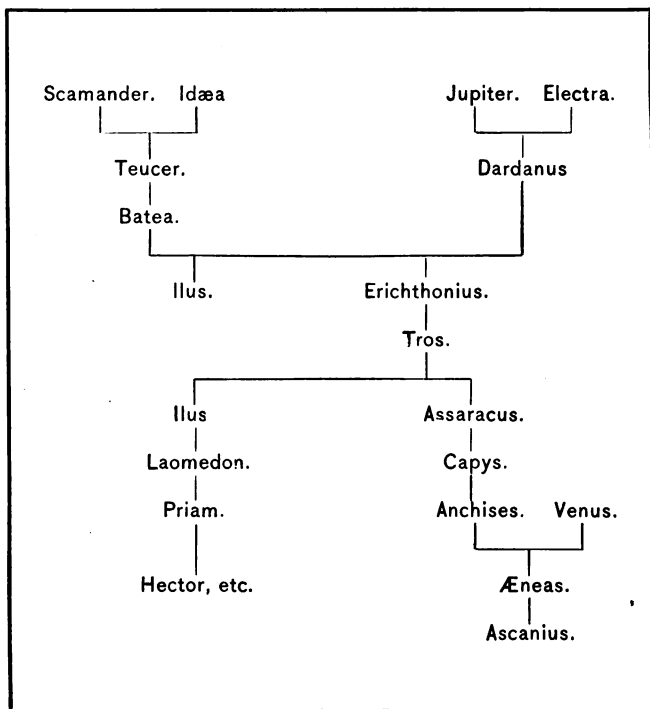 Scamander. Idæa Jupiter. Electra.
Teucer. Dardanus
Batea.
Ilus. Erichthonius.
Tros.
Ilus Assaracus.
Laomedon. Capys.
Priam. Anchises. Venus.
Hector, etc. Æneas.
Ascanius.